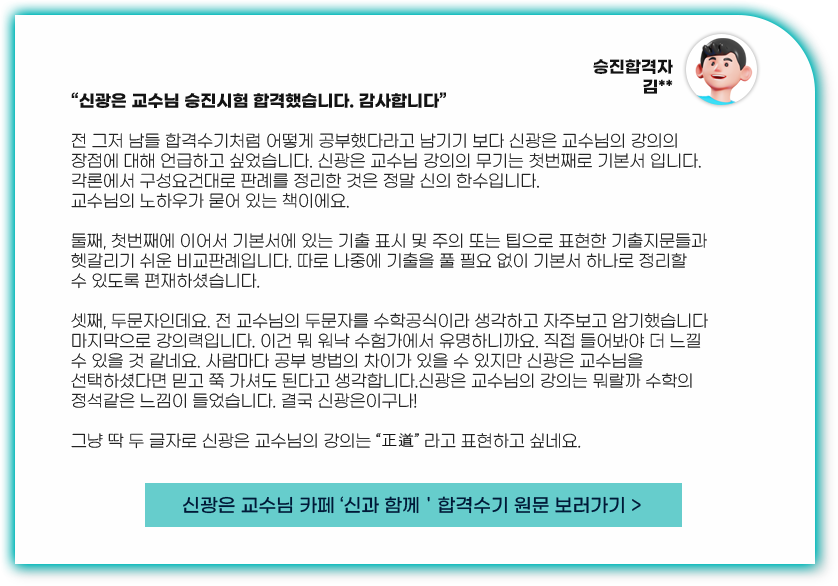 승진합격자
김**
“신광은 교수님 승진시험 합격했습니다. 감사합니다”
전 그저 남들 합격수기처럼 어떻게 공부했다라고 남기기 보다 신광은 교수님의 강의의
장점에 대해 언급하고 싶었습니다. 신광은 교수님 강의의 무기는 첫번째로 기본서 입니다.
각론에서 구성요건대로 판례를 정리한 것은 정말 신의 한수입니다.
교수님의 노하우가 묻어 있는 책이에요.
둘째, 첫번째에 이어서 기본서에 있는 기출 표시 및 주의 또는 팁으로 표현한 기출지문들과
헷갈리기 쉬운 비교판례입니다. 따로 나중에 기출을 풀 필요 없이 기본서 하나로 정리할
수 있도록 편재하셨습니다.
셋째, 두문자인데요. 전 교수님의 두문자를 수학공식이라 생각하고 자주보고 암기했습니다
마지막으로 강의력입니다. 이건 뭐 워낙 수험가에서 유명하니까요. 직접 들어봐야 더 느낄
수 있을 것 같네요. 사람마다 공부 방법의 차이가 있을 수 있지만 신광은 교수님을
선택하셨다면 믿고 쭉 가셔도 된다고 생각합니다.신광은 교수님의 강의는 뭐랄까 수학의
정석같은 느낌이 들었습니다. 결국 신광은이구나!
그냥 딱 두 글자로 신광은 교수님의 강의는 “正道” 라고 표현하고 싶네요.
신광은 교수님 카페 ‘신과 함께 ' 합격수기 원문 보러가기 >